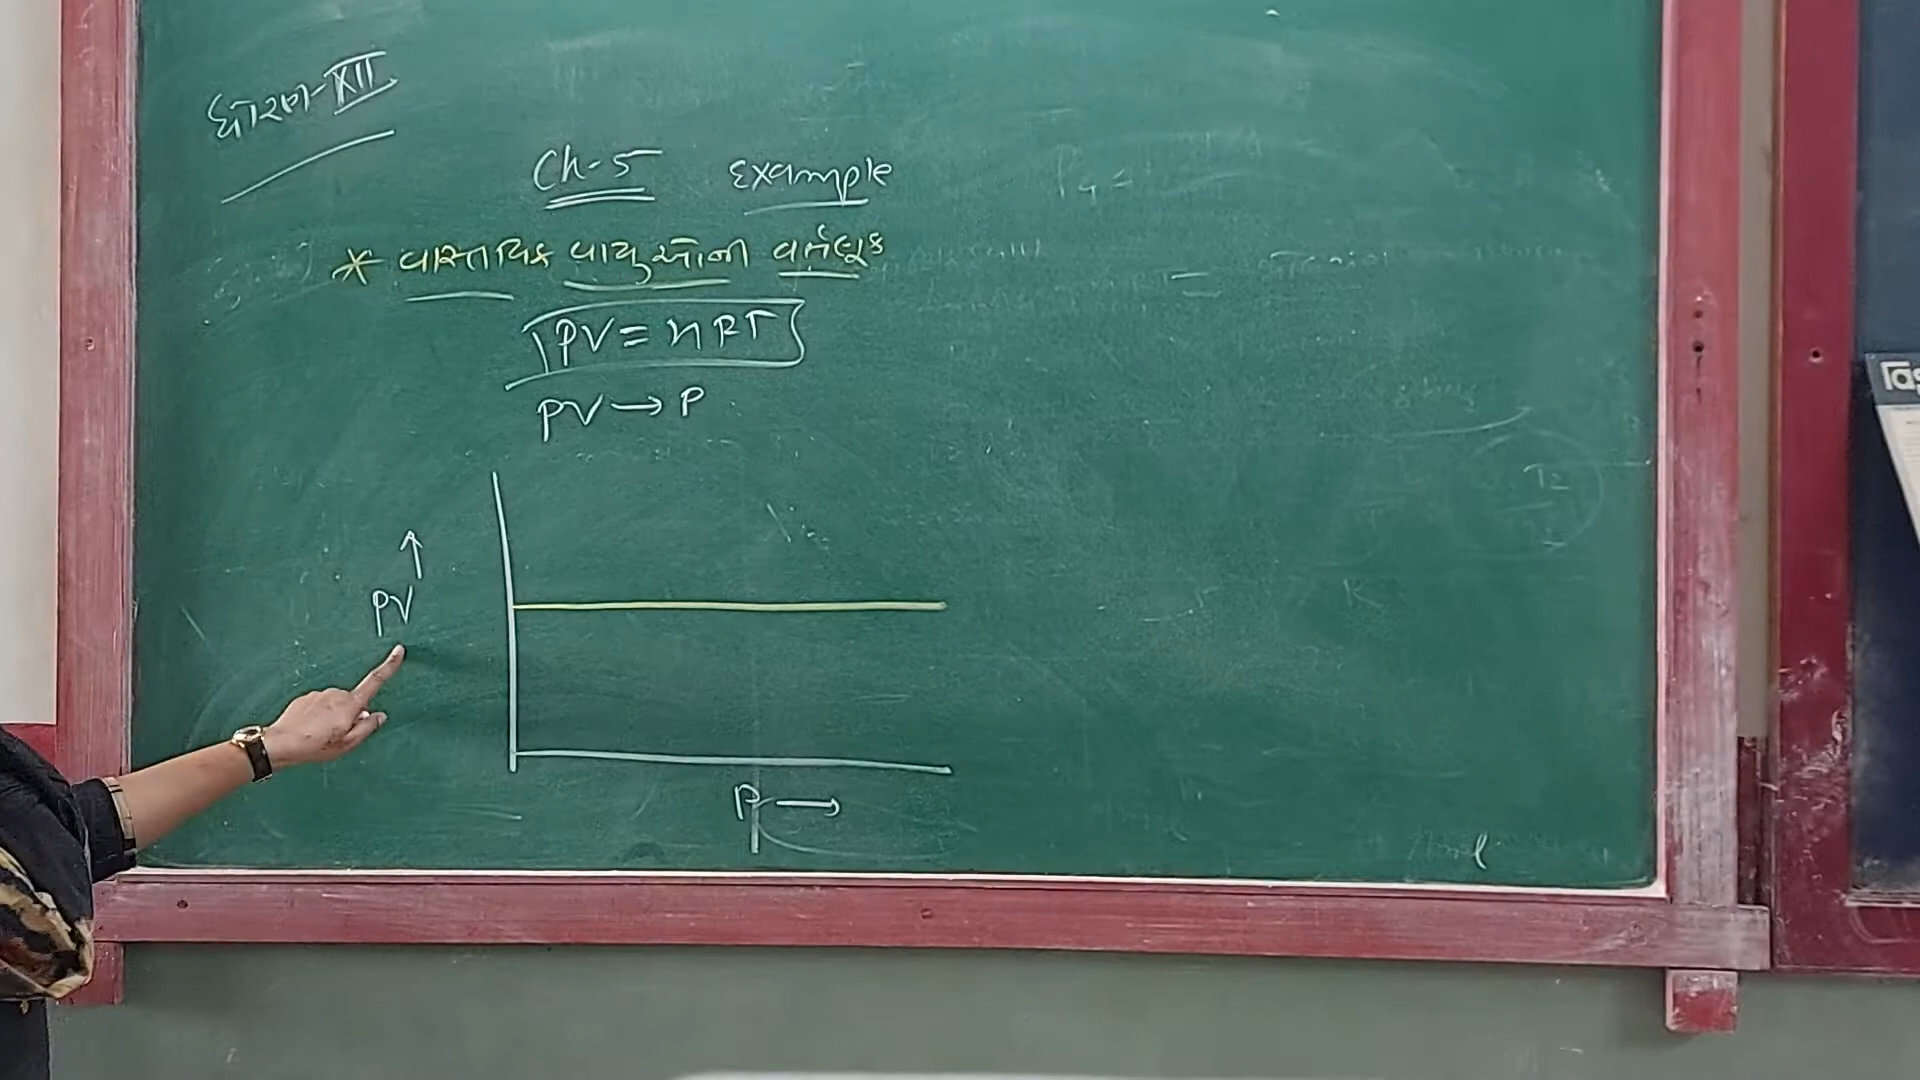 ધોરણ-XII
Ch-5 Example
* વાસ્તવિક વાયુઓની વર્તણૂક
PV = nRT
PV → P
↑
PV
P →